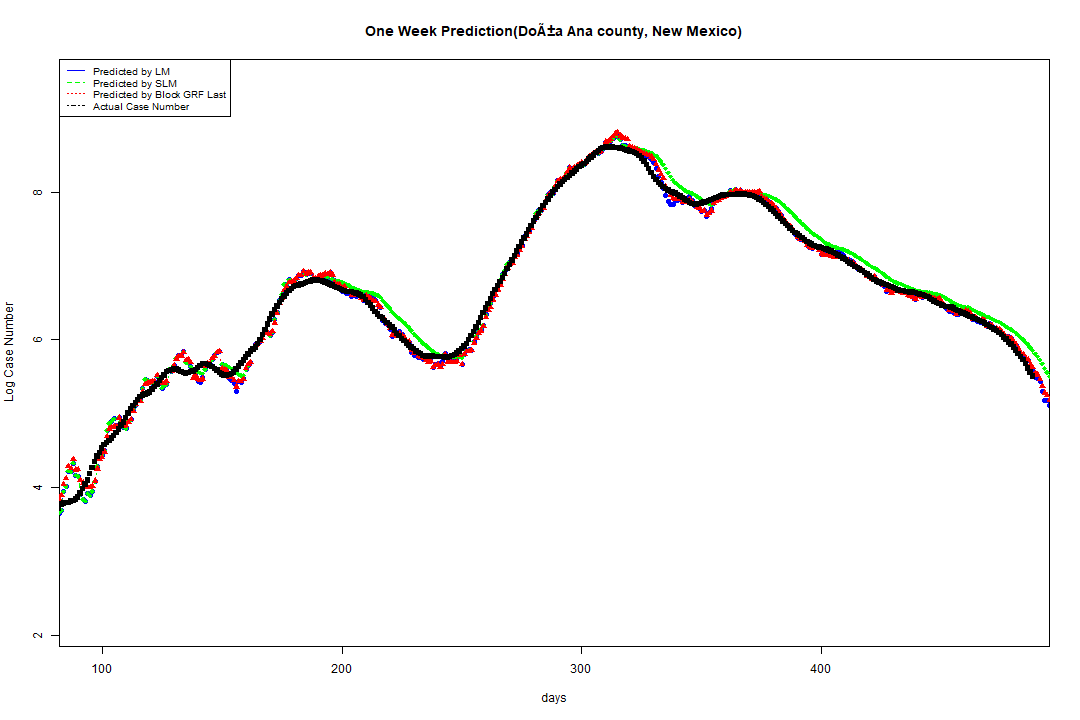 One Week Prediction(DoÃ±a Ana county, New Mexico)
Predicted by LM
Predicted by SLM
Predicted by Block GRF Last
Actual Case Number
Log Case Number
8
6
4
2
100 200 300 400
days